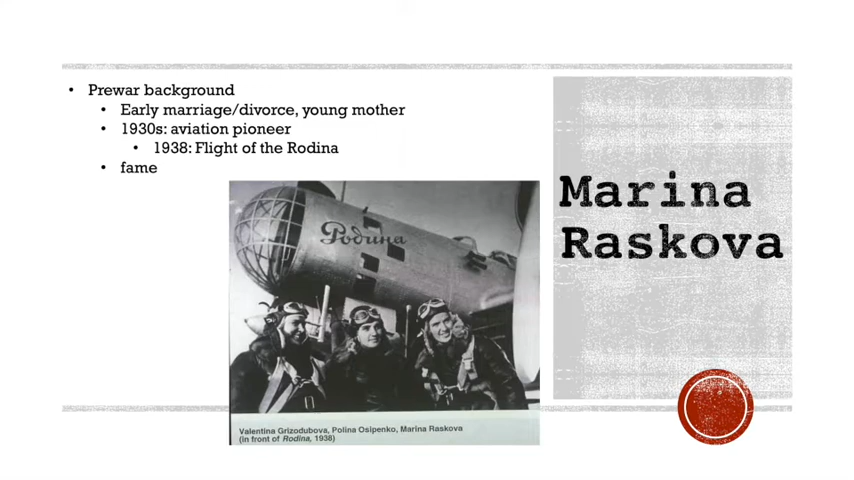 Prewar background
Early marriage/divorce, young mother
1930s: aviation pioneer
1938: Flight of the Rodina
fame
Marina
Raskova
Родина
Valentina Grizodubova, Polina Osipenko, Marina Raskova
(in front of Rodina, 1938)